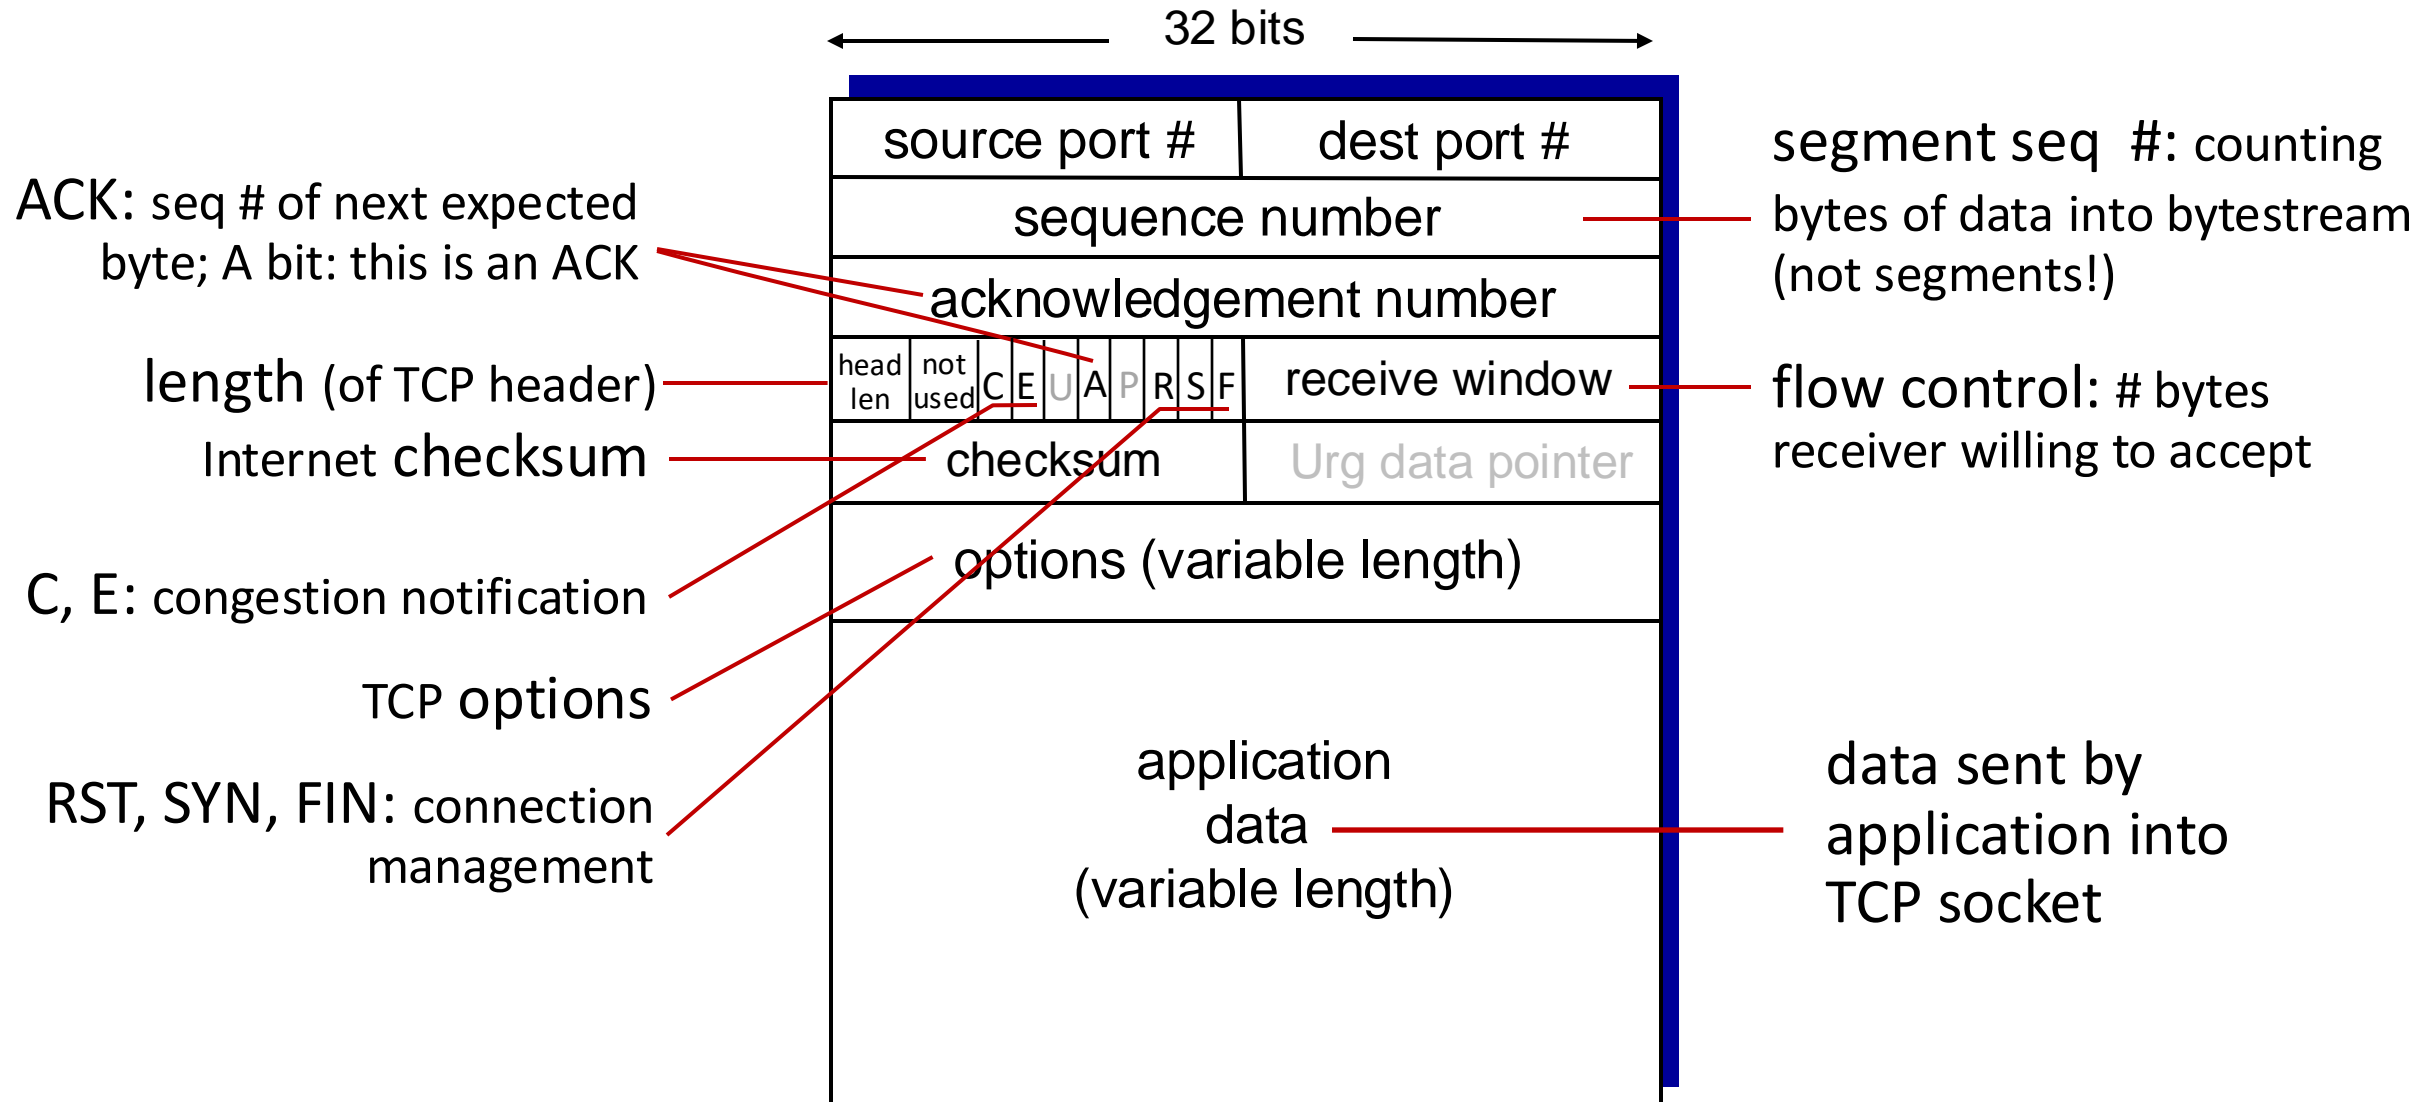 32 bits
source port #
dest port #
segment seq  #: counting
bytes of data into bytestream
(not segments!)
ACK: seq # of next expected
byte; A bit: this is an ACK
sequence number
acknowledgement number
length (of TCP header)
head
len
not
used
C
E
U
A
P
R
S
F
receive window
flow control: # bytes
receiver willing to accept
Internet checksum
checksum
Urg data pointer
C, E: congestion notification
options (variable length)
TCP options
RST, SYN, FIN: connection
management
application
data
(variable length)
data sent by
application into
TCP socket